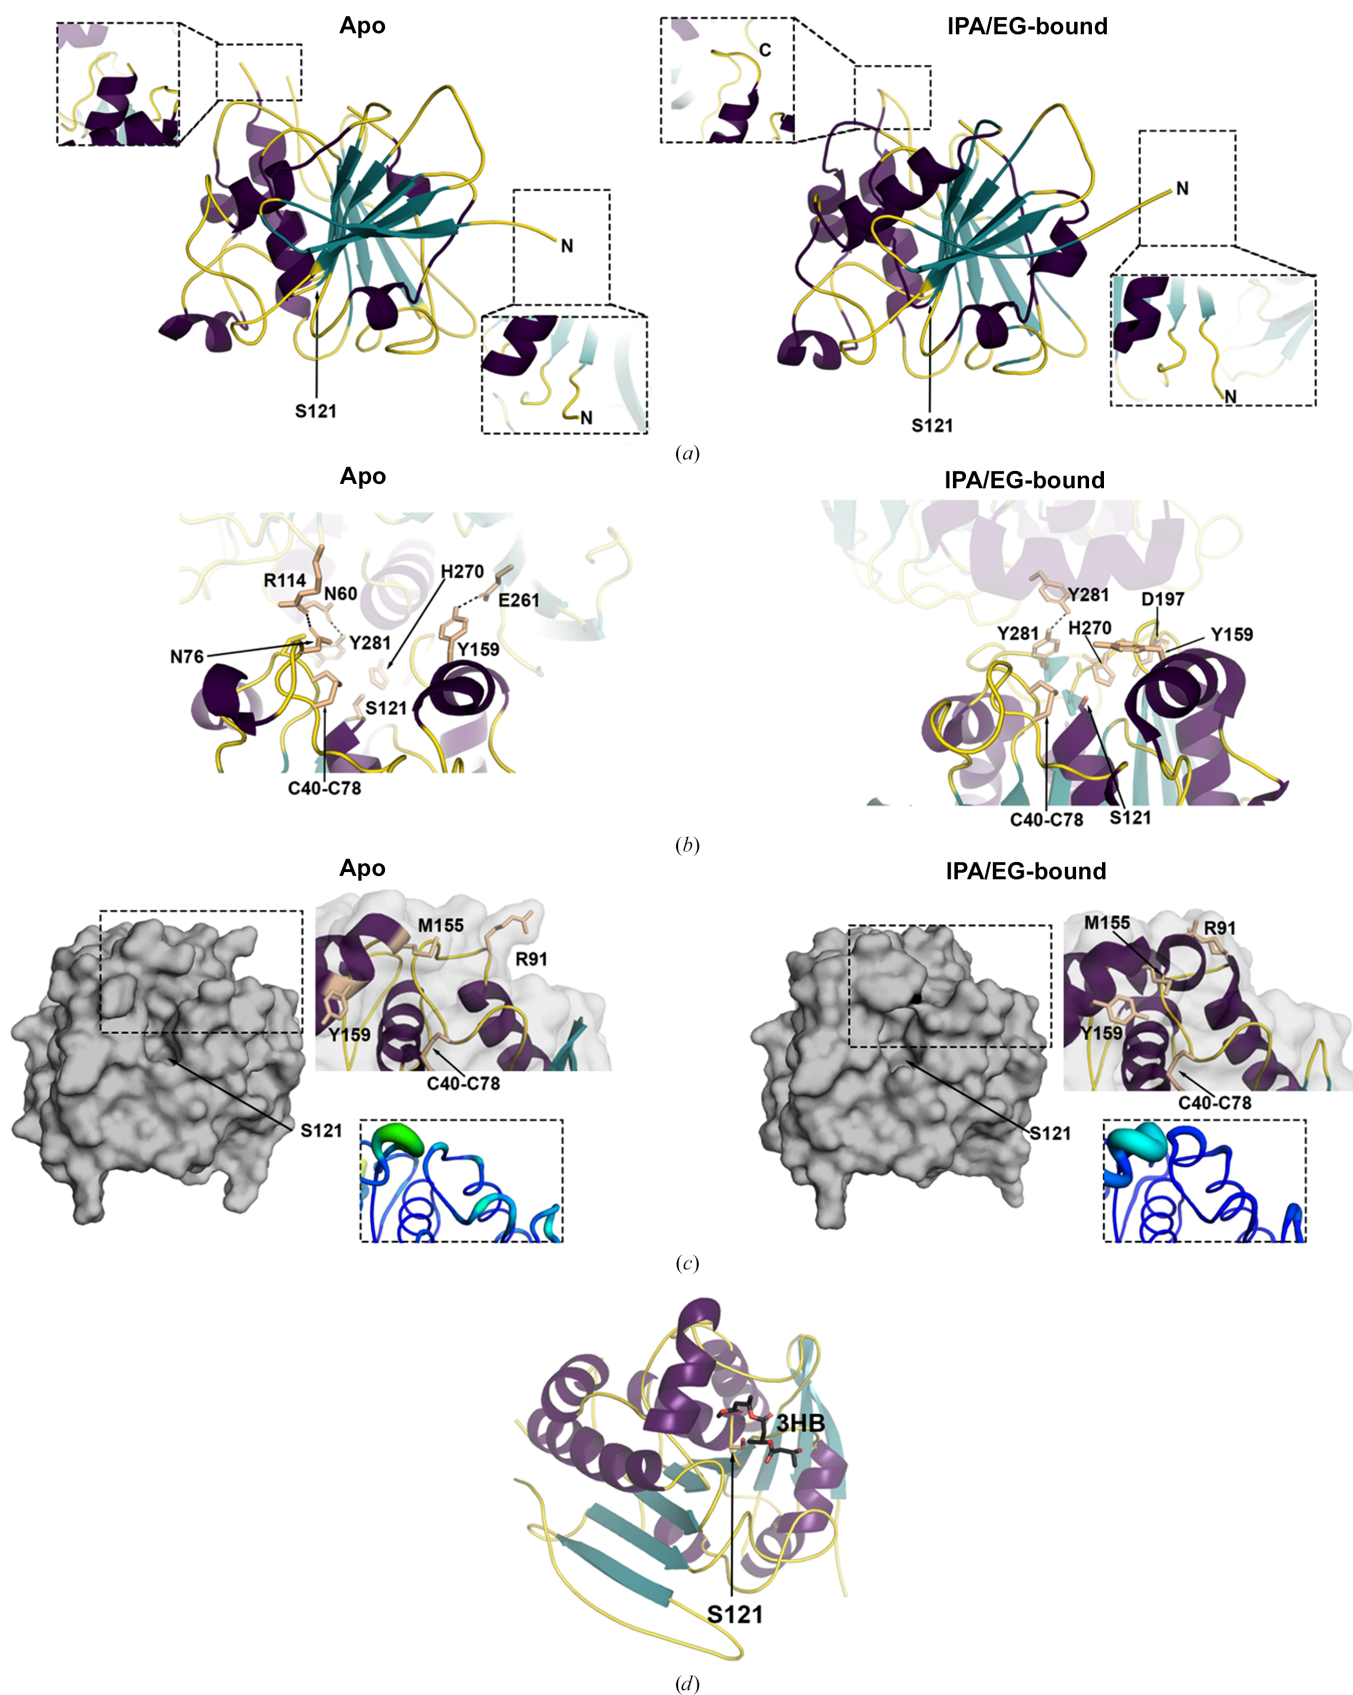 Apo
IPA/EG-bound
C
N
N
N
N
S121
S121
(a)
Apo
IPA/EG-bound
R114
N60
H270
E261
N76
Y281
Y159
S121
C40-C78
Y281
D197
Y281
H270
Y159
C40-C78
S121
(b)
Apo
IPA/EG-bound
M155
R91
Y159
C40-C78
S121
M155
R91
Y159
C40-C78
S121
(c)
3HB
S121
(d)